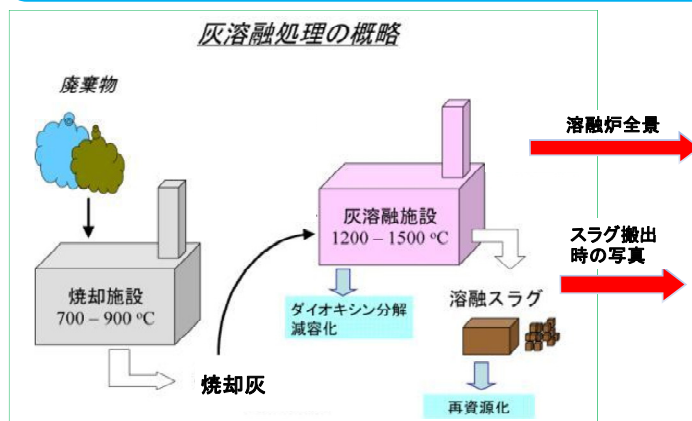 灰溶融処理の概略
廃棄物
焼却施設
700 – 900 ºC
焼却灰
灰溶融施設
1200 – 1500 ºC
ダイオキシン分解
減容化
溶融スラグ
再資源化
溶融炉全景
スラグ搬出
時の写真